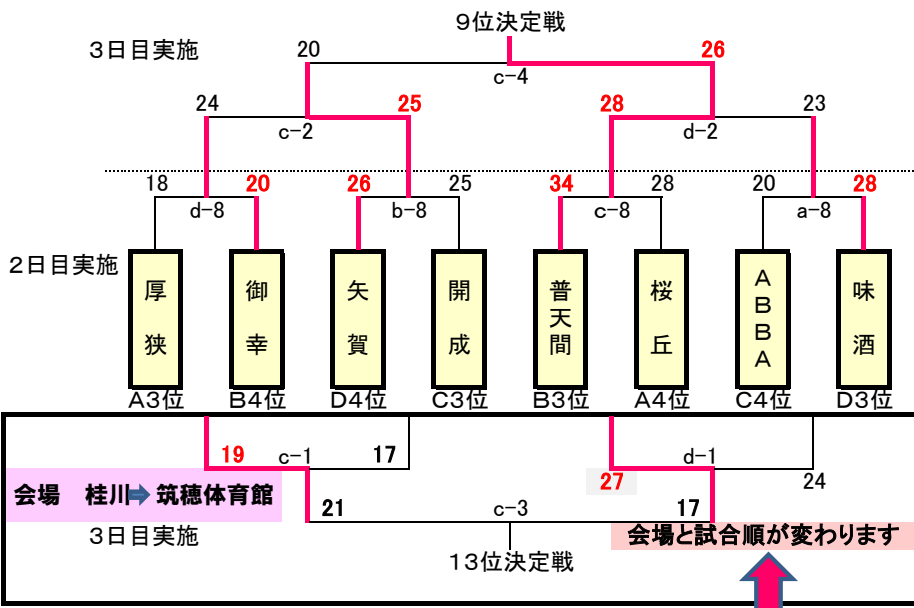 9位決定戦
3日目実施
20
26
c-4
24
25
28
23
c-2
d-2
18
20
26
25
34
28
20
28
d-8
b-8
c-8
a-8
2日目実施
厚狭
御幸
矢賀
開成
普天間
桜丘
ABBA
味酒
A3位
B4位
D4位
C3位
B3位
A4位
C4位
D3位
19
c-1
17
d-1
27
24
会場 桂川 筑穂体育館
21
c-3
17
3日目実施
会場と試合順が変わります
13位決定戦